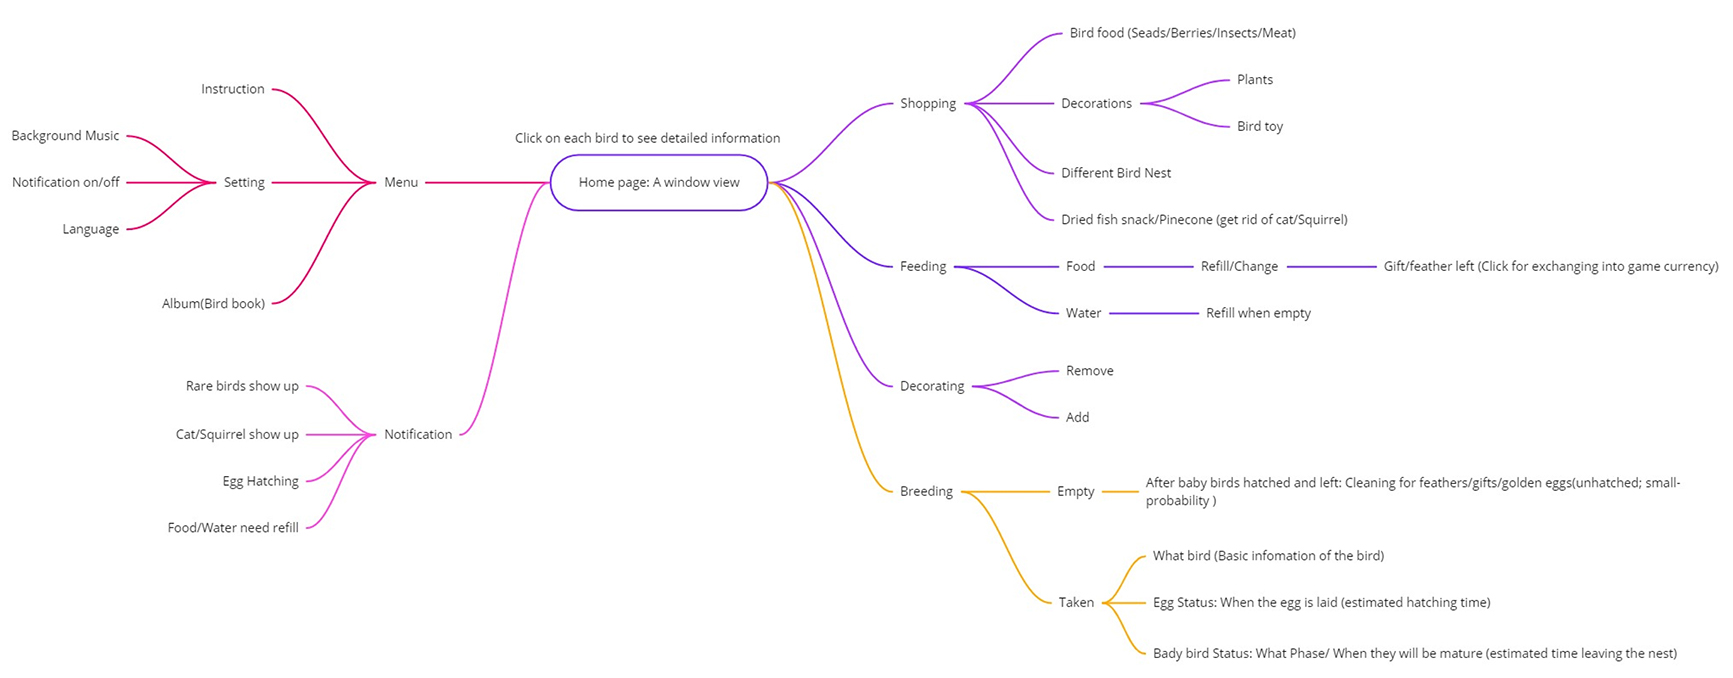 Click on each bird to see detailed information
Home page: A window view
Menu
Instruction
Setting
Background Music
Notification on/off
Language
Album(Bird book)
Notification
Rare birds show up
Cat/Squirrel show up
Egg Hatching
Food/Water need refill
Shopping
Bird food (Seads/Berries/Insects/Meat)
Decorations
Plants
Bird toy
Different Bird Nest
Dried fish snack/Pinecone (get rid of cat/Squirrel)
Feeding
Food
Refill/Change
Gift/feather left (Click for exchanging into game currency)
Water
Refill when empty
Decorating
Remove
Add
Breeding
Empty
After baby birds hatched and left: Cleaning for feathers/gifts/golden eggs(unhatched; small-
probability )
Taken
What bird (Basic infomation of the bird)
Egg Status: When the egg is laid (estimated hatching time)
Bady bird Status: What Phase/ When they will be mature (estimated time leaving the nest)